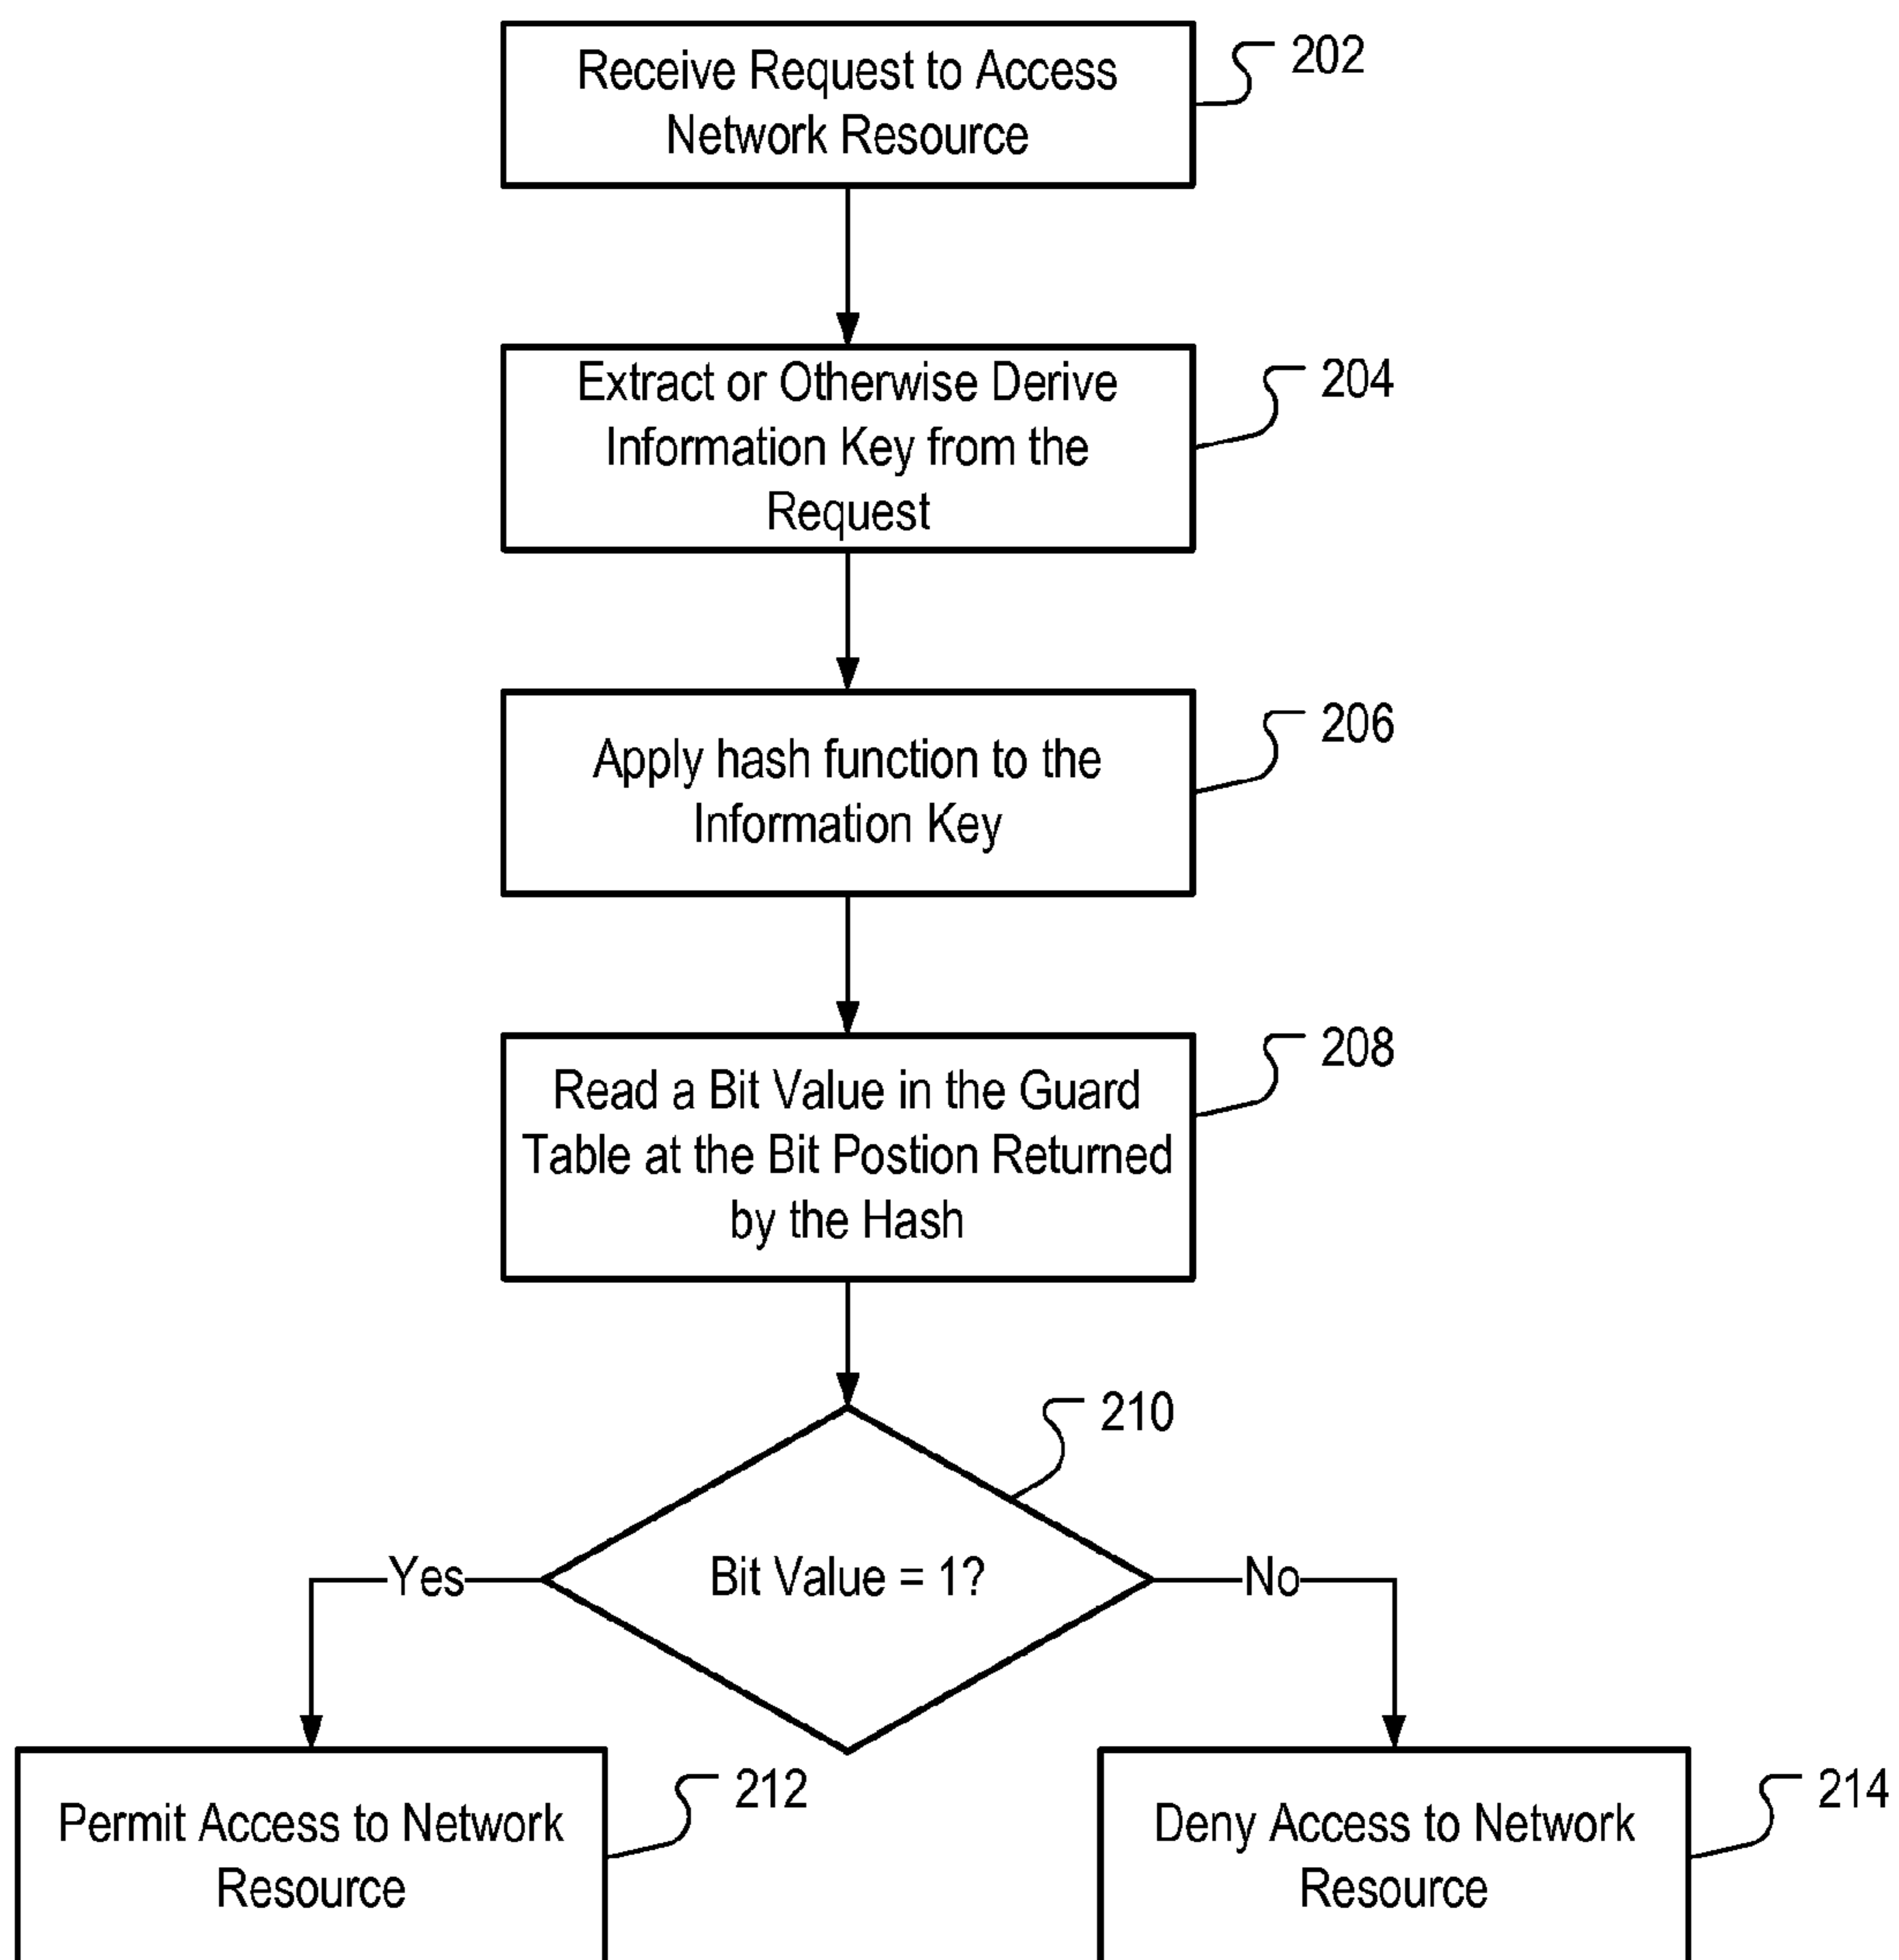 Receive Request to Access
Network Resource
202
Extract or Otherwise Derive
Information Key from the
Request
204
Apply hash function to the
Information Key
206
Read a Bit Value in the Guard
Table at the Bit Postion Returned
by the Hash
208
210
Bit Value = 1?
Yes
No
Permit Access to Network
Resource
212
Deny Access to Network
Resource
214